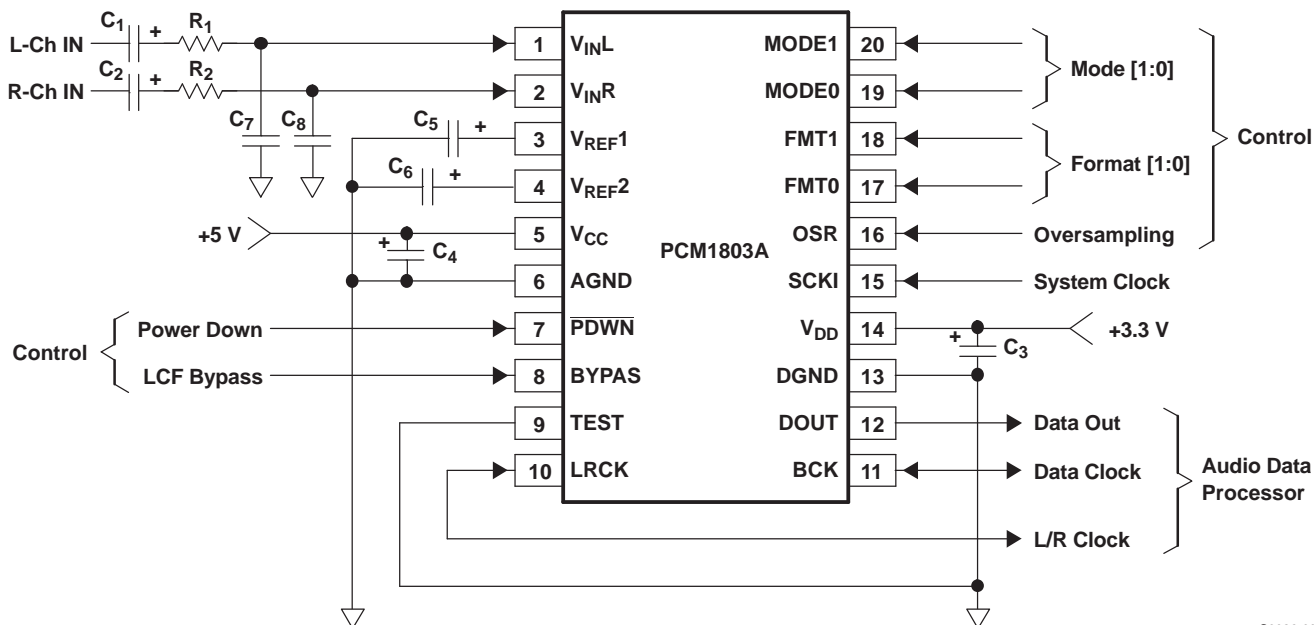 C1 + R1
L-Ch IN
C2 + R2
R-Ch IN
C7 C8
C5 +
C6 +
+5 V
+ C4
Control
Power Down
LCF Bypass
1 VINL
2 VINR
3 VREF1
4 VREF2
5 VCC
6 AGND
7 PDWN
8 BYPAS
9 TEST
10 LRCK
PCM1803A
MODE1 20
MODE0 19
FMT1 18
FMT0 17
OSR 16
SCKI 15
VDD 14
DGND 13
DOUT 12
BCK 11
Mode [1:0]
Format [1:0]
Control
Oversampling
System Clock
+3.3 V
+ C3
Data Out
Data Clock
L/R Clock
Audio Data
Processor